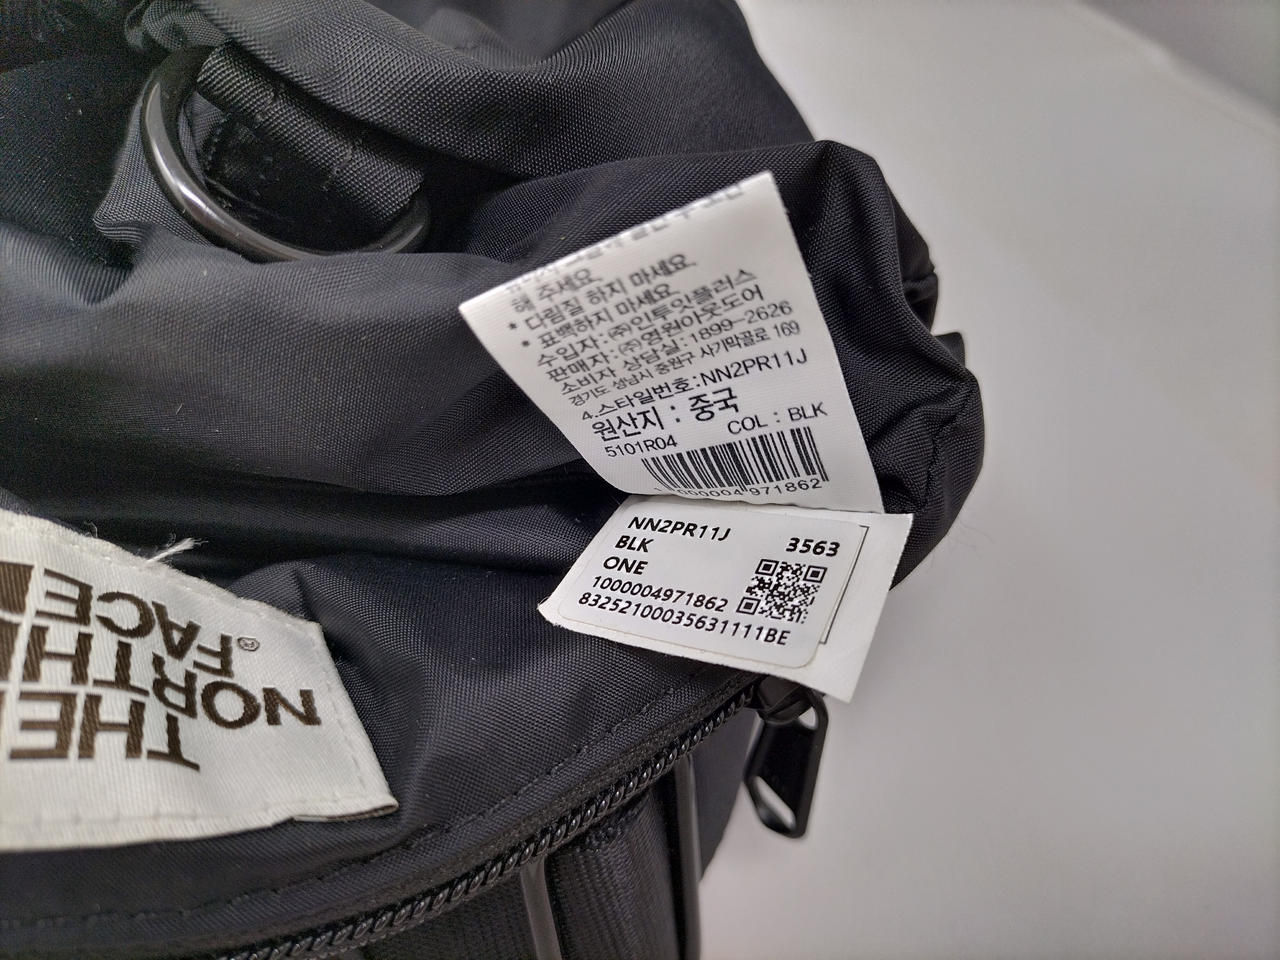 해 주세요.
* 다림질 하지 마세요.
* 표백하지 마세요.
수입자:㈜인투잇플러스
판매자:㈜영원아웃도어
소비자 상담실:1899-2626
경기도 성남시 중원구 사기막골로 169
4.스타일번호:NN2PR11J
원산지 : 중국
5101R04 COL : BLK
000004971862
NN2PR11J 3563
BLK
ONE
1000004971862
83252100035631111BE
THE
NORTH
FACE
®